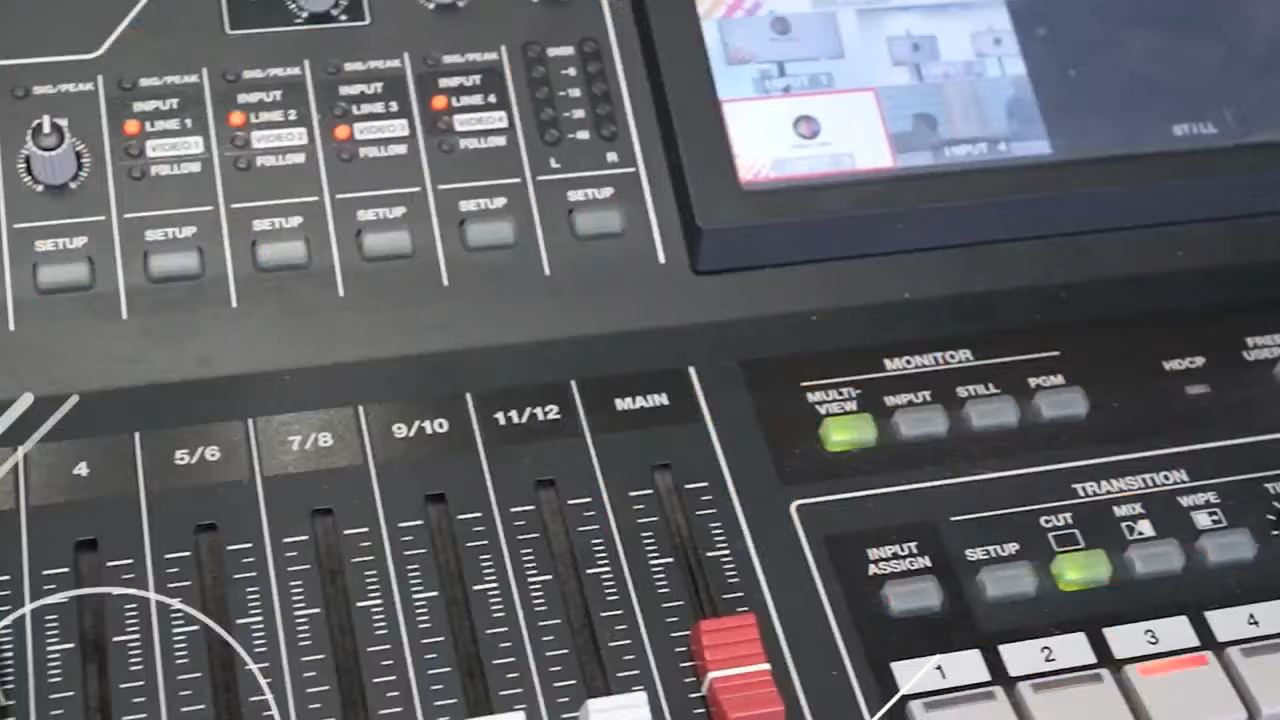 SIG/PEAK
SIG/PEAK
SIG/PEAK
SIG/PEAK
SIG/PEAK
OVER
INPUT
INPUT
INPUT
INPUT
LINE 1
LINE 2
LINE 3
LINE 4
VIDEO 1
VIDEO 2
VIDEO 3
VIDEO 4
FOLLOW
FOLLOW
FOLLOW
FOLLOW
L
R
INPUT 4
STILL
SETUP
SETUP
SETUP
SETUP
SETUP
SETUP
MONITOR
HDCP
MULTI-
VIEW
INPUT
STILL
PGM
4
5/6
7/8
9/10
11/12
MAIN
TRANSITION
INPUT
ASSIGN
SETUP
CUT
MIX
WIPE
1
2
3
4